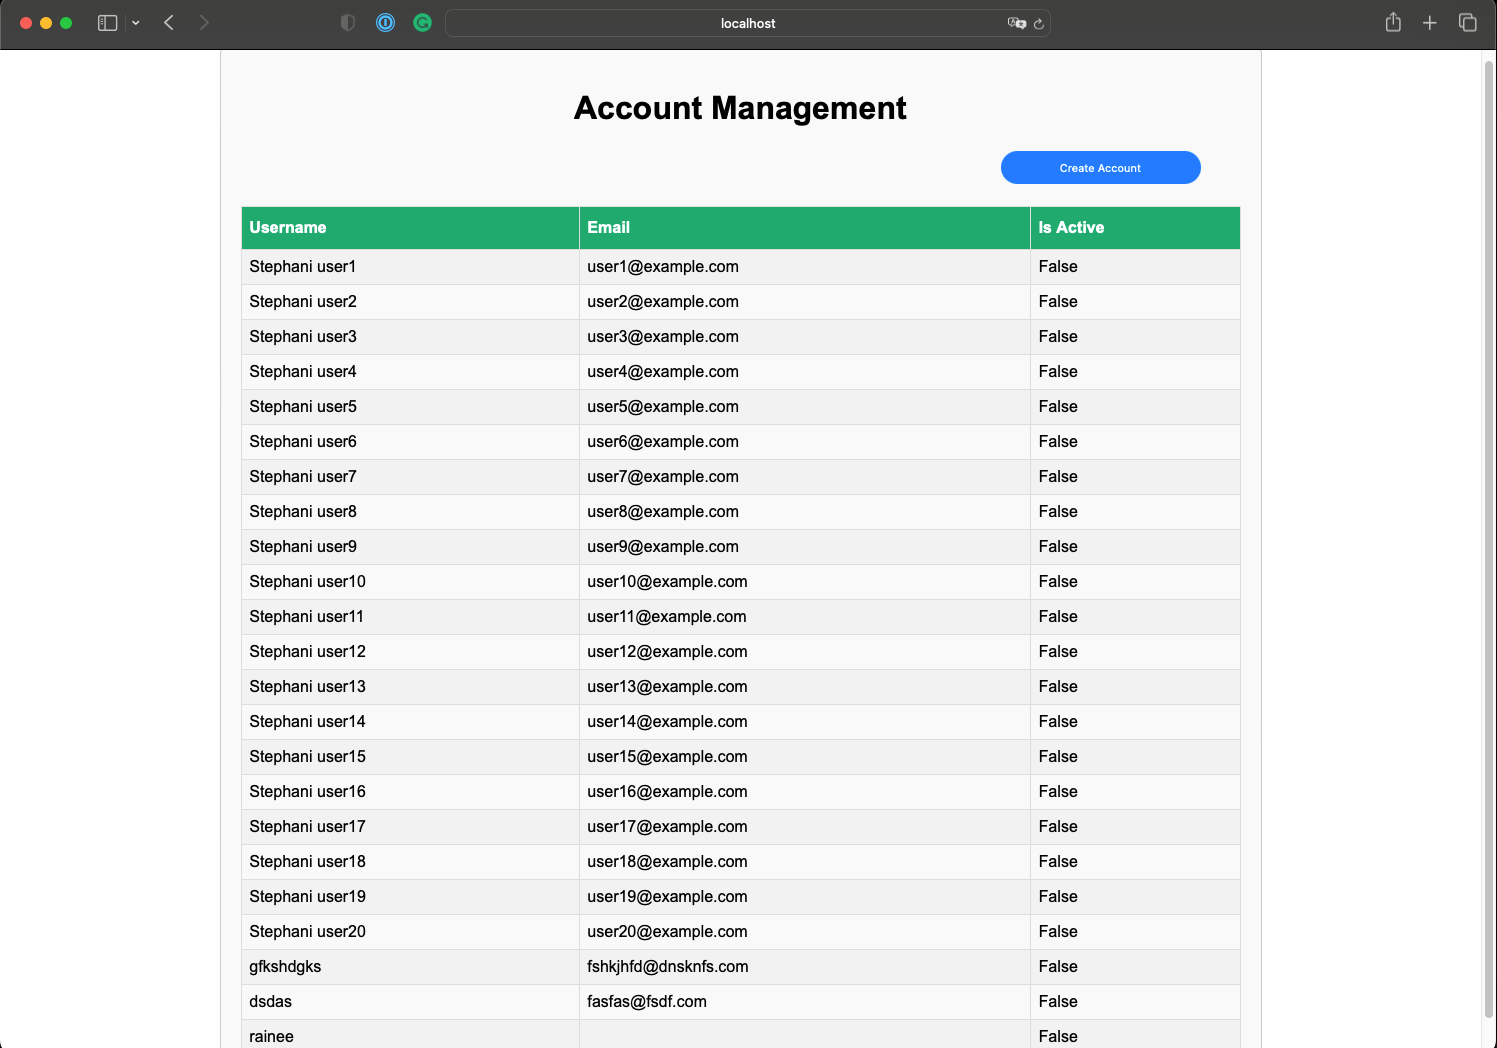 localhost
Account Management
Create Account
Username Email Is Active
Stephani user1 user1@example.com False
Stephani user2 user2@example.com False
Stephani user3 user3@example.com False
Stephani user4 user4@example.com False
Stephani user5 user5@example.com False
Stephani user6 user6@example.com False
Stephani user7 user7@example.com False
Stephani user8 user8@example.com False
Stephani user9 user9@example.com False
Stephani user10 user10@example.com False
Stephani user11 user11@example.com False
Stephani user12 user12@example.com False
Stephani user13 user13@example.com False
Stephani user14 user14@example.com False
Stephani user15 user15@example.com False
Stephani user16 user16@example.com False
Stephani user17 user17@example.com False
Stephani user18 user18@example.com False
Stephani user19 user19@example.com False
Stephani user20 user20@example.com False
gfkshdgks fshkjhfd@dnsknfs.com False
dsdas fasfas@fsdf.com False
rainee False